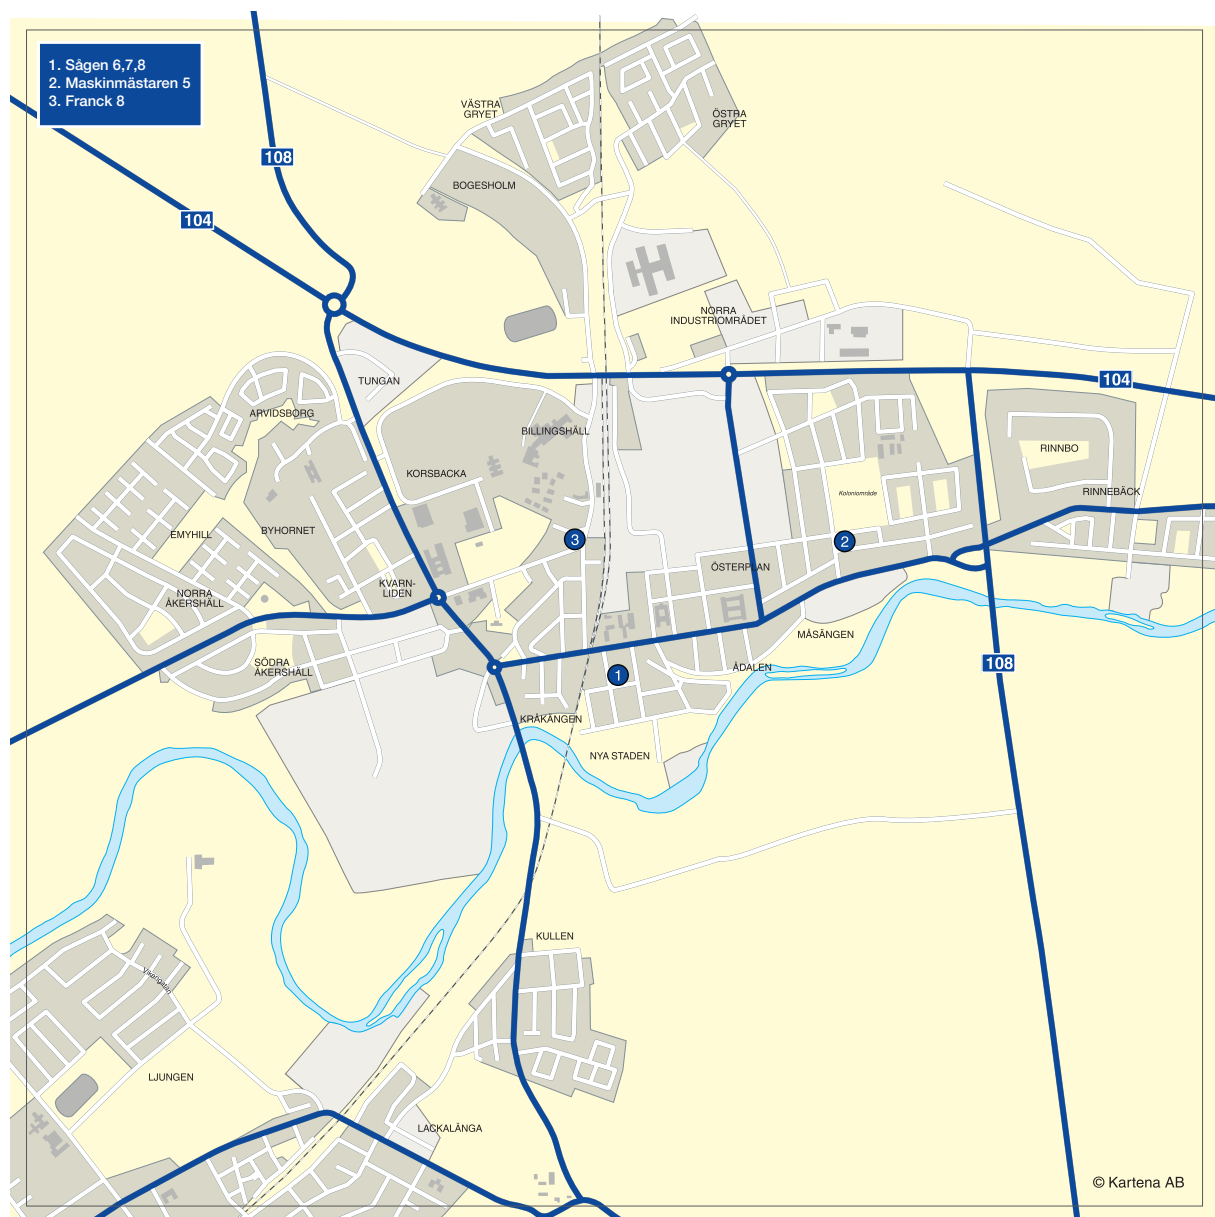 1. Sågen 6,7,8
2. Maskinmästaren 5
3. Franck 8
VÄSTRA
GRYET
ÖSTRA
GRYET
108
BOGESHOLM
104
NORRA
INDUSTRIOMRÅDET
TUNGAN
104
ARVIDSBORG
BILLINGSHÄLL
RINNBO
KORSBACKA
RINNEBÄCK
Koloniområde
EMYHILL
BYHORNET
3
2
ÖSTERPLAN
KVARN-
LIDEN
NORRA
ÅKERSHÄLL
MÅSÄNGEN
SÖDRA
ÅKERSHÄLL
ÅDALEN
108
1
KRÅKÄNGEN
NYA STADEN
KULLEN
Vikengatan
LJUNGEN
LACKALÄNGA
© Kartena AB